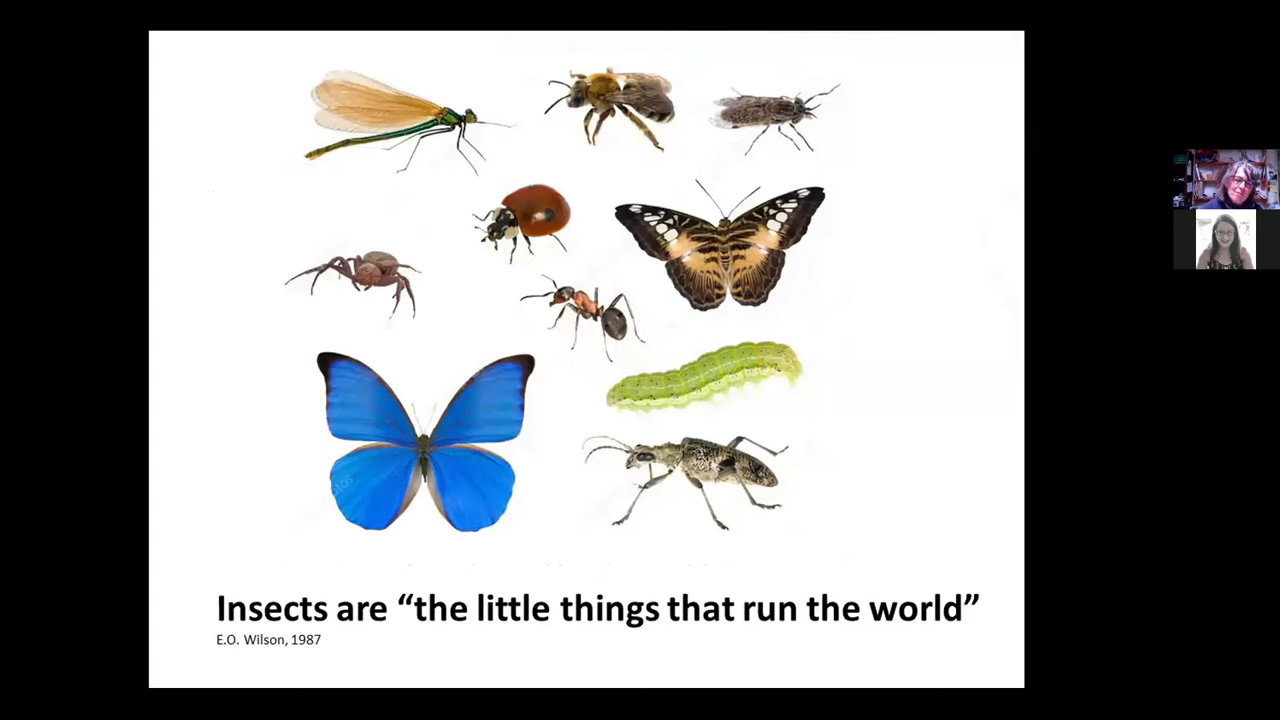 Insects are “the little things that run the world”
E.O. Wilson, 1987